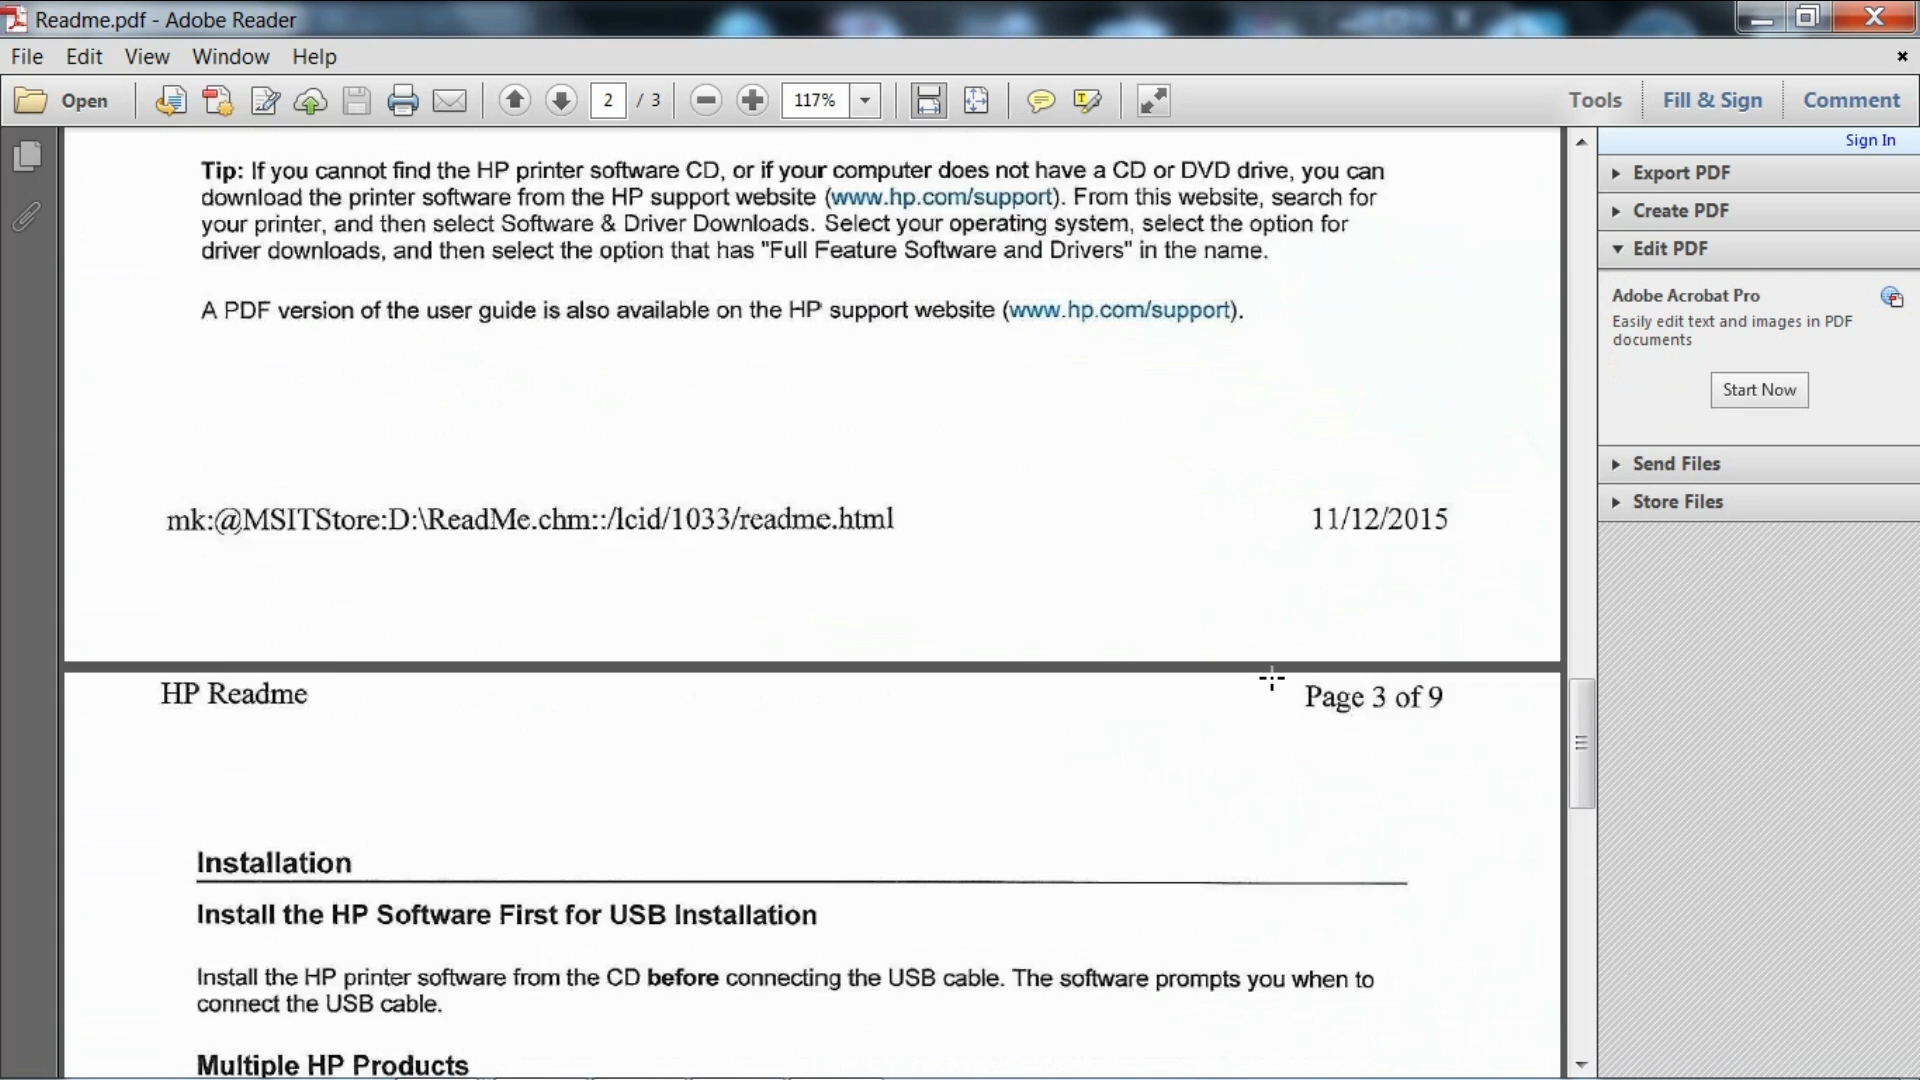 Readme.pdf - Adobe Reader
File Edit View Window Help
Open 2 / 3 117% Tools Fill & Sign Comment
Sign In
Export PDF
Create PDF
Edit PDF
Adobe Acrobat Pro
Easily edit text and images in PDF
documents
Start Now
Send Files
Store Files
Tip: If you cannot find the HP printer software CD, or if your computer does not have a CD or DVD drive, you can
download the printer software from the HP support website (www.hp.com/support). From this website, search for
your printer, and then select Software & Driver Downloads. Select your operating system, select the option for
driver downloads, and then select the option that has "Full Feature Software and Drivers" in the name.
A PDF version of the user guide is also available on the HP support website (www.hp.com/support).
mk:@MSITStore:D:\ReadMe.chm::/lcid/1033/readme.html 11/12/2015
HP Readme Page 3 of 9
Installation
Install the HP Software First for USB Installation
Install the HP printer software from the CD before connecting the USB cable. The software prompts you when to
connect the USB cable.
Multiple HP Products